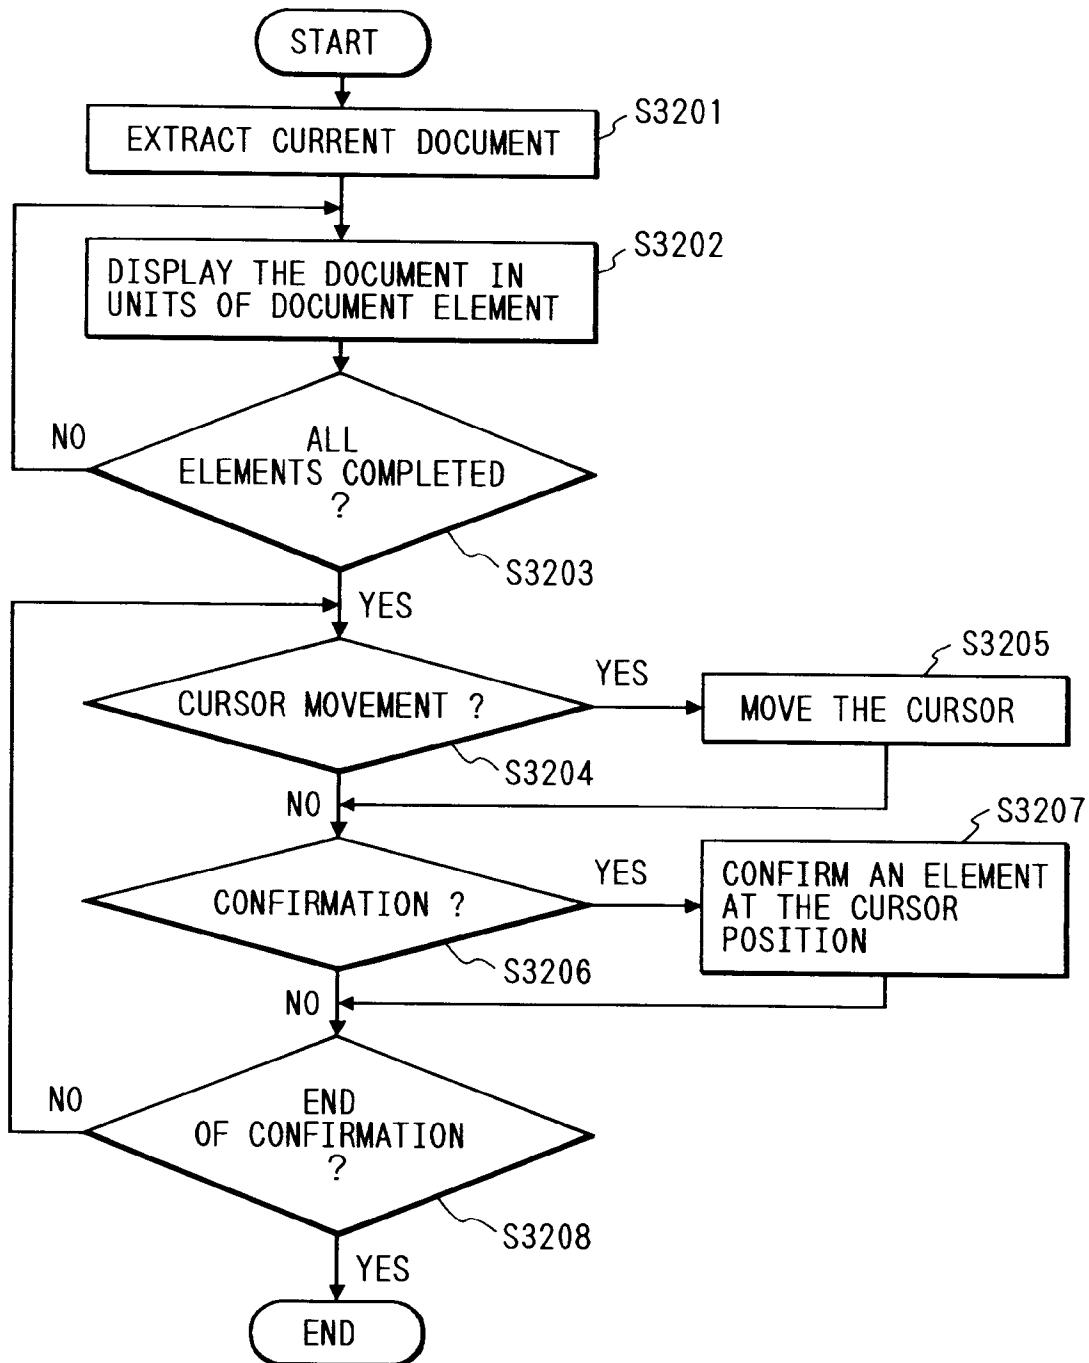 START
EXTRACT CURRENT DOCUMENT
S3201
DISPLAY THE DOCUMENT IN
UNITS OF DOCUMENT ELEMENT
S3202
ALL
ELEMENTS COMPLETED
?
NO
S3203
YES
CURSOR MOVEMENT ?
YES
S3204
MOVE THE CURSOR
S3205
NO
CONFIRMATION ?
YES
S3206
CONFIRM AN ELEMENT
AT THE CURSOR
POSITION
S3207
NO
END
OF CONFIRMATION
?
NO
S3208
YES
END